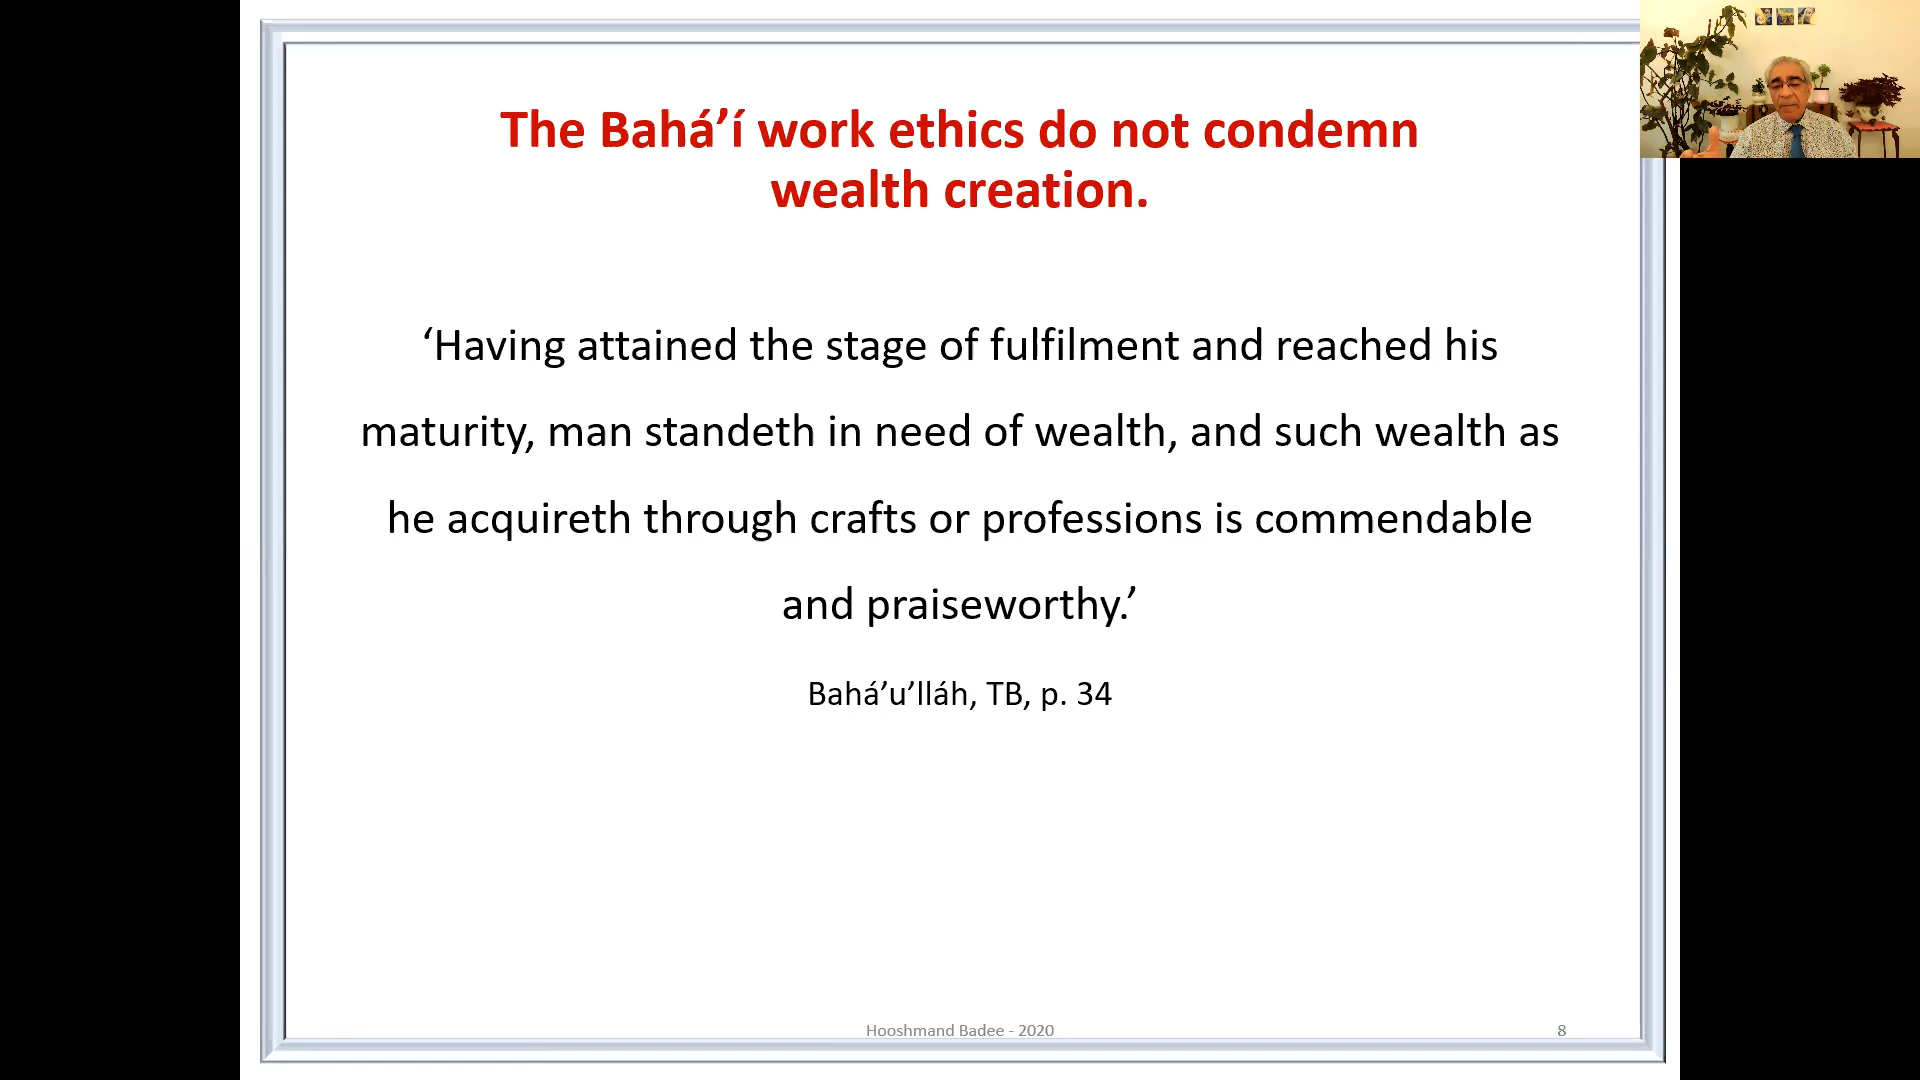 The Bahá’í work ethics do not condemn
wealth creation.
‘Having attained the stage of fulfilment and reached his
maturity, man standeth in need of wealth, and such wealth as
he acquireth through crafts or professions is commendable
and praiseworthy.’
Bahá’u’lláh, TB, p. 34
Hooshmand Badee - 2020
8